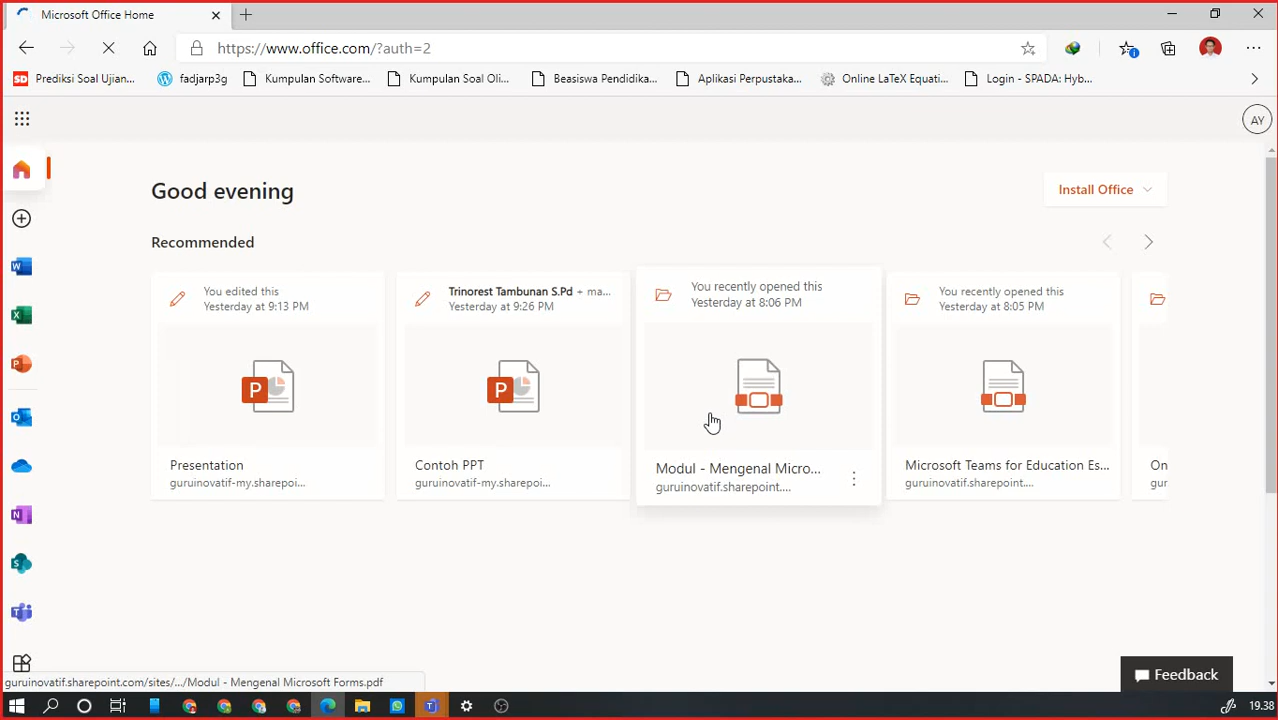 Microsoft Office Home
https://www.office.com/?auth=2
Prediksi Soal Ujian...
fadjarp3g
Kumpulan Software...
Kumpulan Soal Oli...
Beasiswa Pendidika...
Aplikasi Perpustaka...
Online LaTeX Equati...
Login - SPADA: Hyb...
AY
Good evening
Install Office
Recommended
You edited this
Yesterday at 9:13 PM
Presentation
guruinovatif-my.sharepoi...
Trinorest Tambunan S.Pd + ma...
Yesterday at 9:26 PM
Contoh PPT
guruinovatif-my.sharepoi...
You recently opened this
Yesterday at 8:06 PM
Modul - Mengenal Micro...
guruinovatif.sharepoint....
You recently opened this
Yesterday at 8:05 PM
Microsoft Teams for Education Es...
guruinovatif.sharepoint....
On
gur
Feedback
guruinovatif.sharepoint.com/sites/.../Modul - Mengenal Microsoft Forms.pdf
19.38